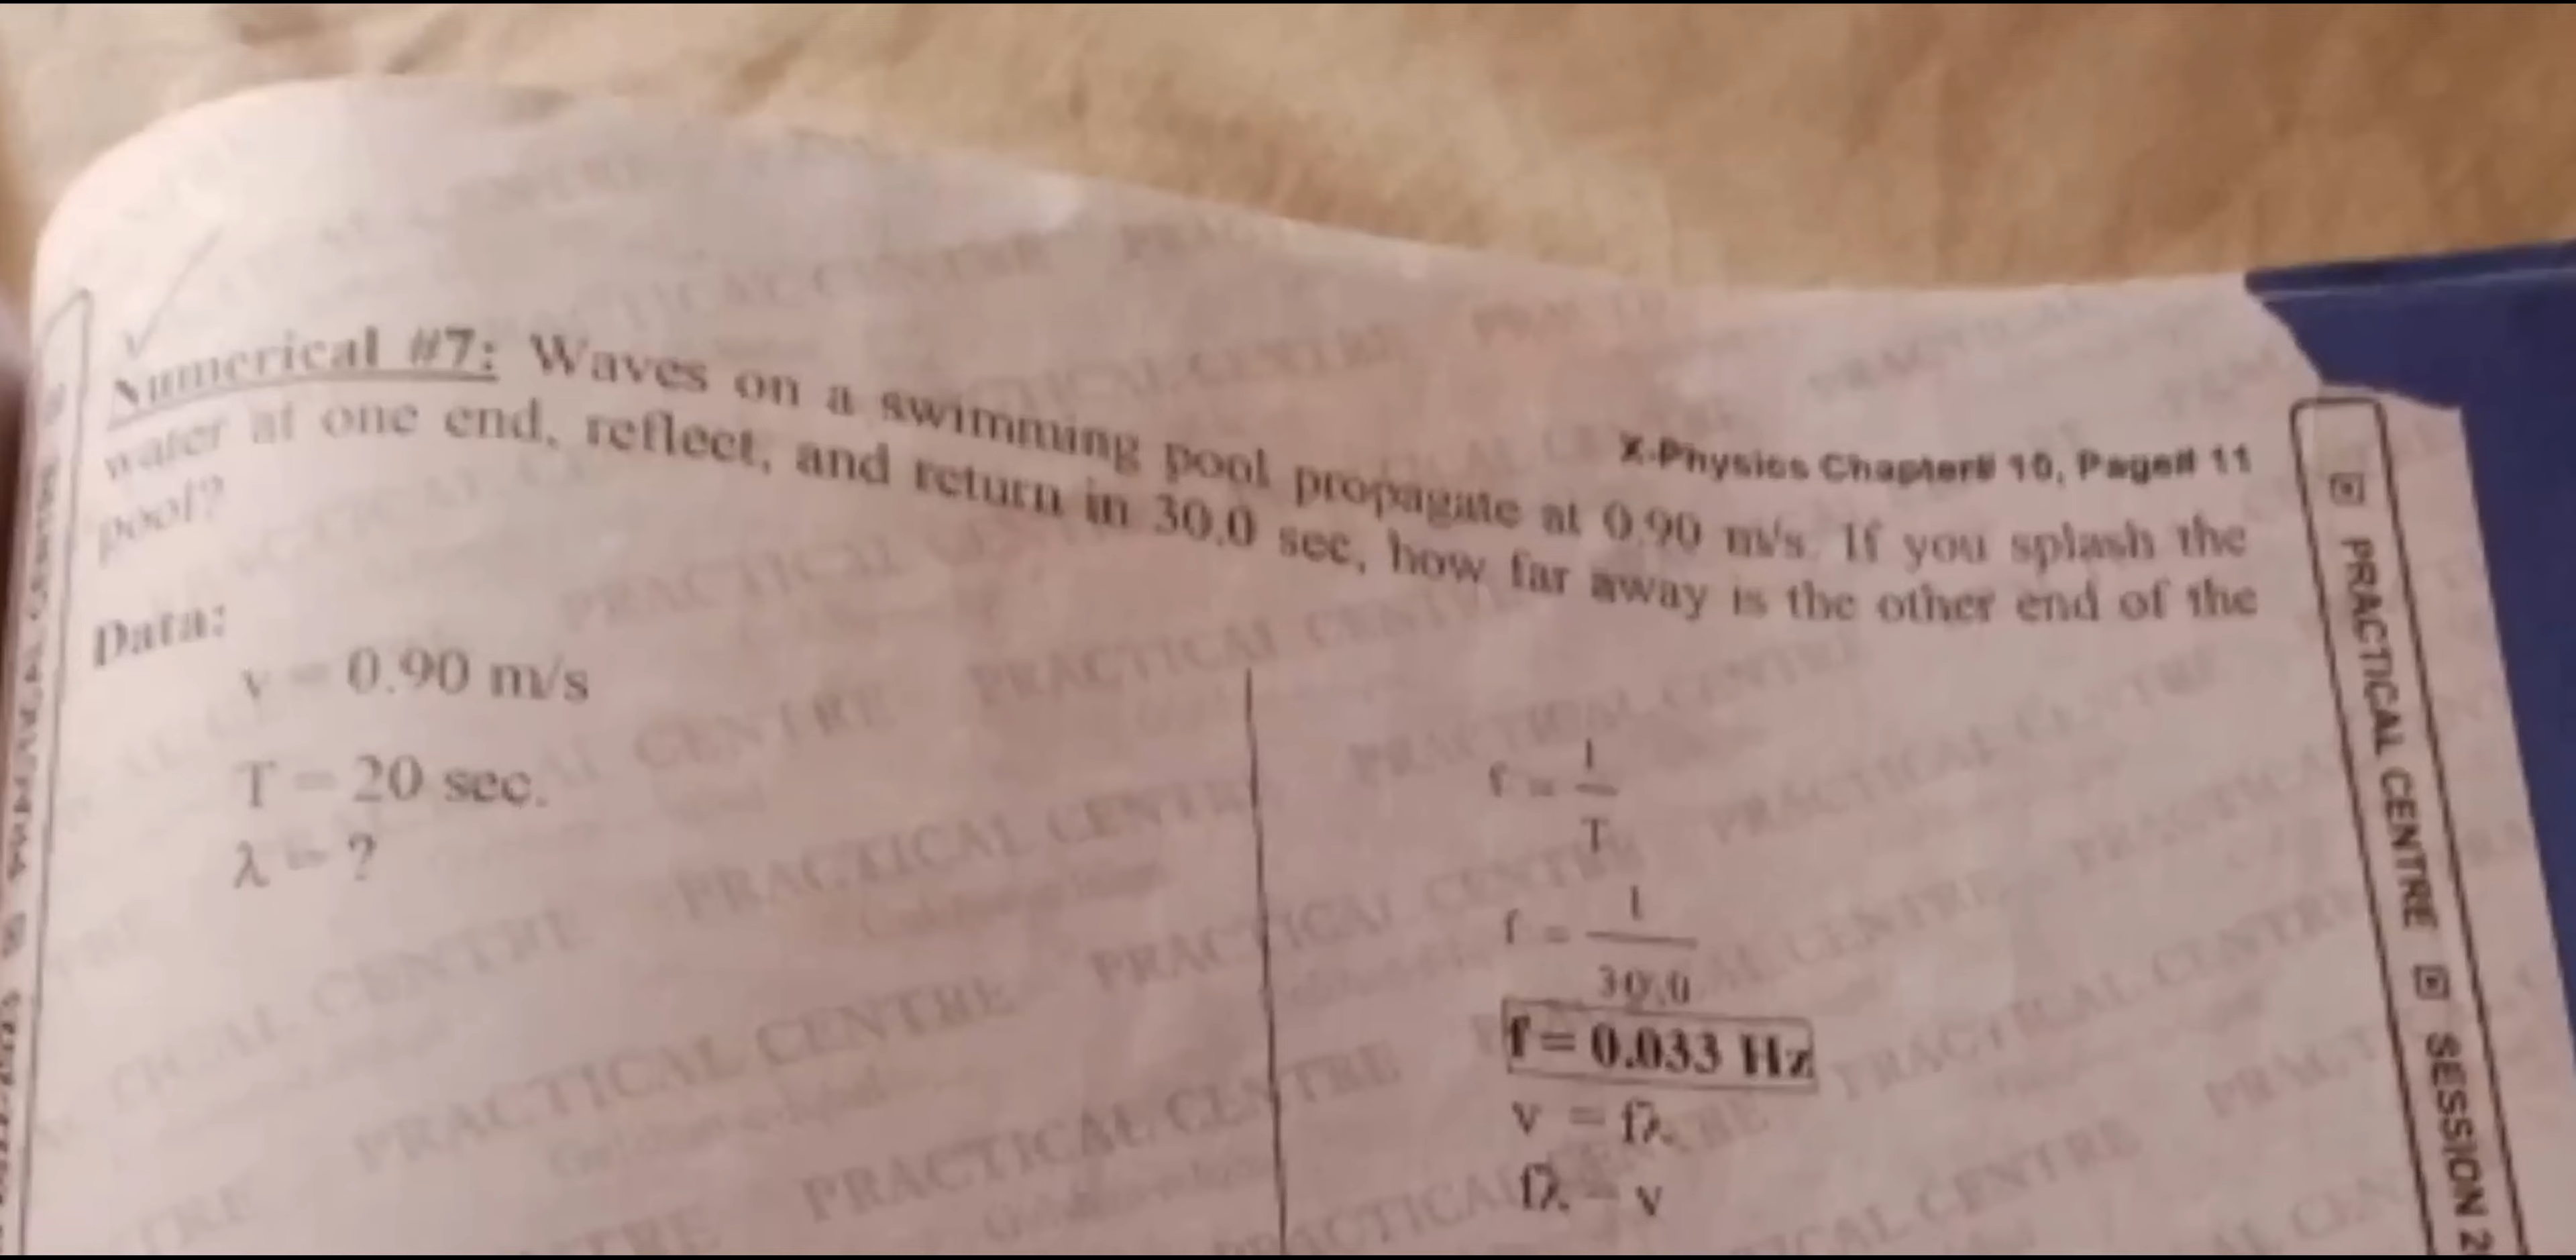 X-Physics Chapter# 10, Page# 11
Numerical #7: Waves on a swimming pool propagate at 0.90 m/s. If you splash the
water at one end, reflect, and return in 30.0 sec, how far away is the other end of the
pool?
Data:
v = 0.90 m/s
T = 20 sec.
λ = ?
f = 1
T
f = 1
30.0
f = 0.033 Hz
v = fλ
fλ = v
PRACTICAL CENTRE SESSION 2
PRACTICAL CENTRE